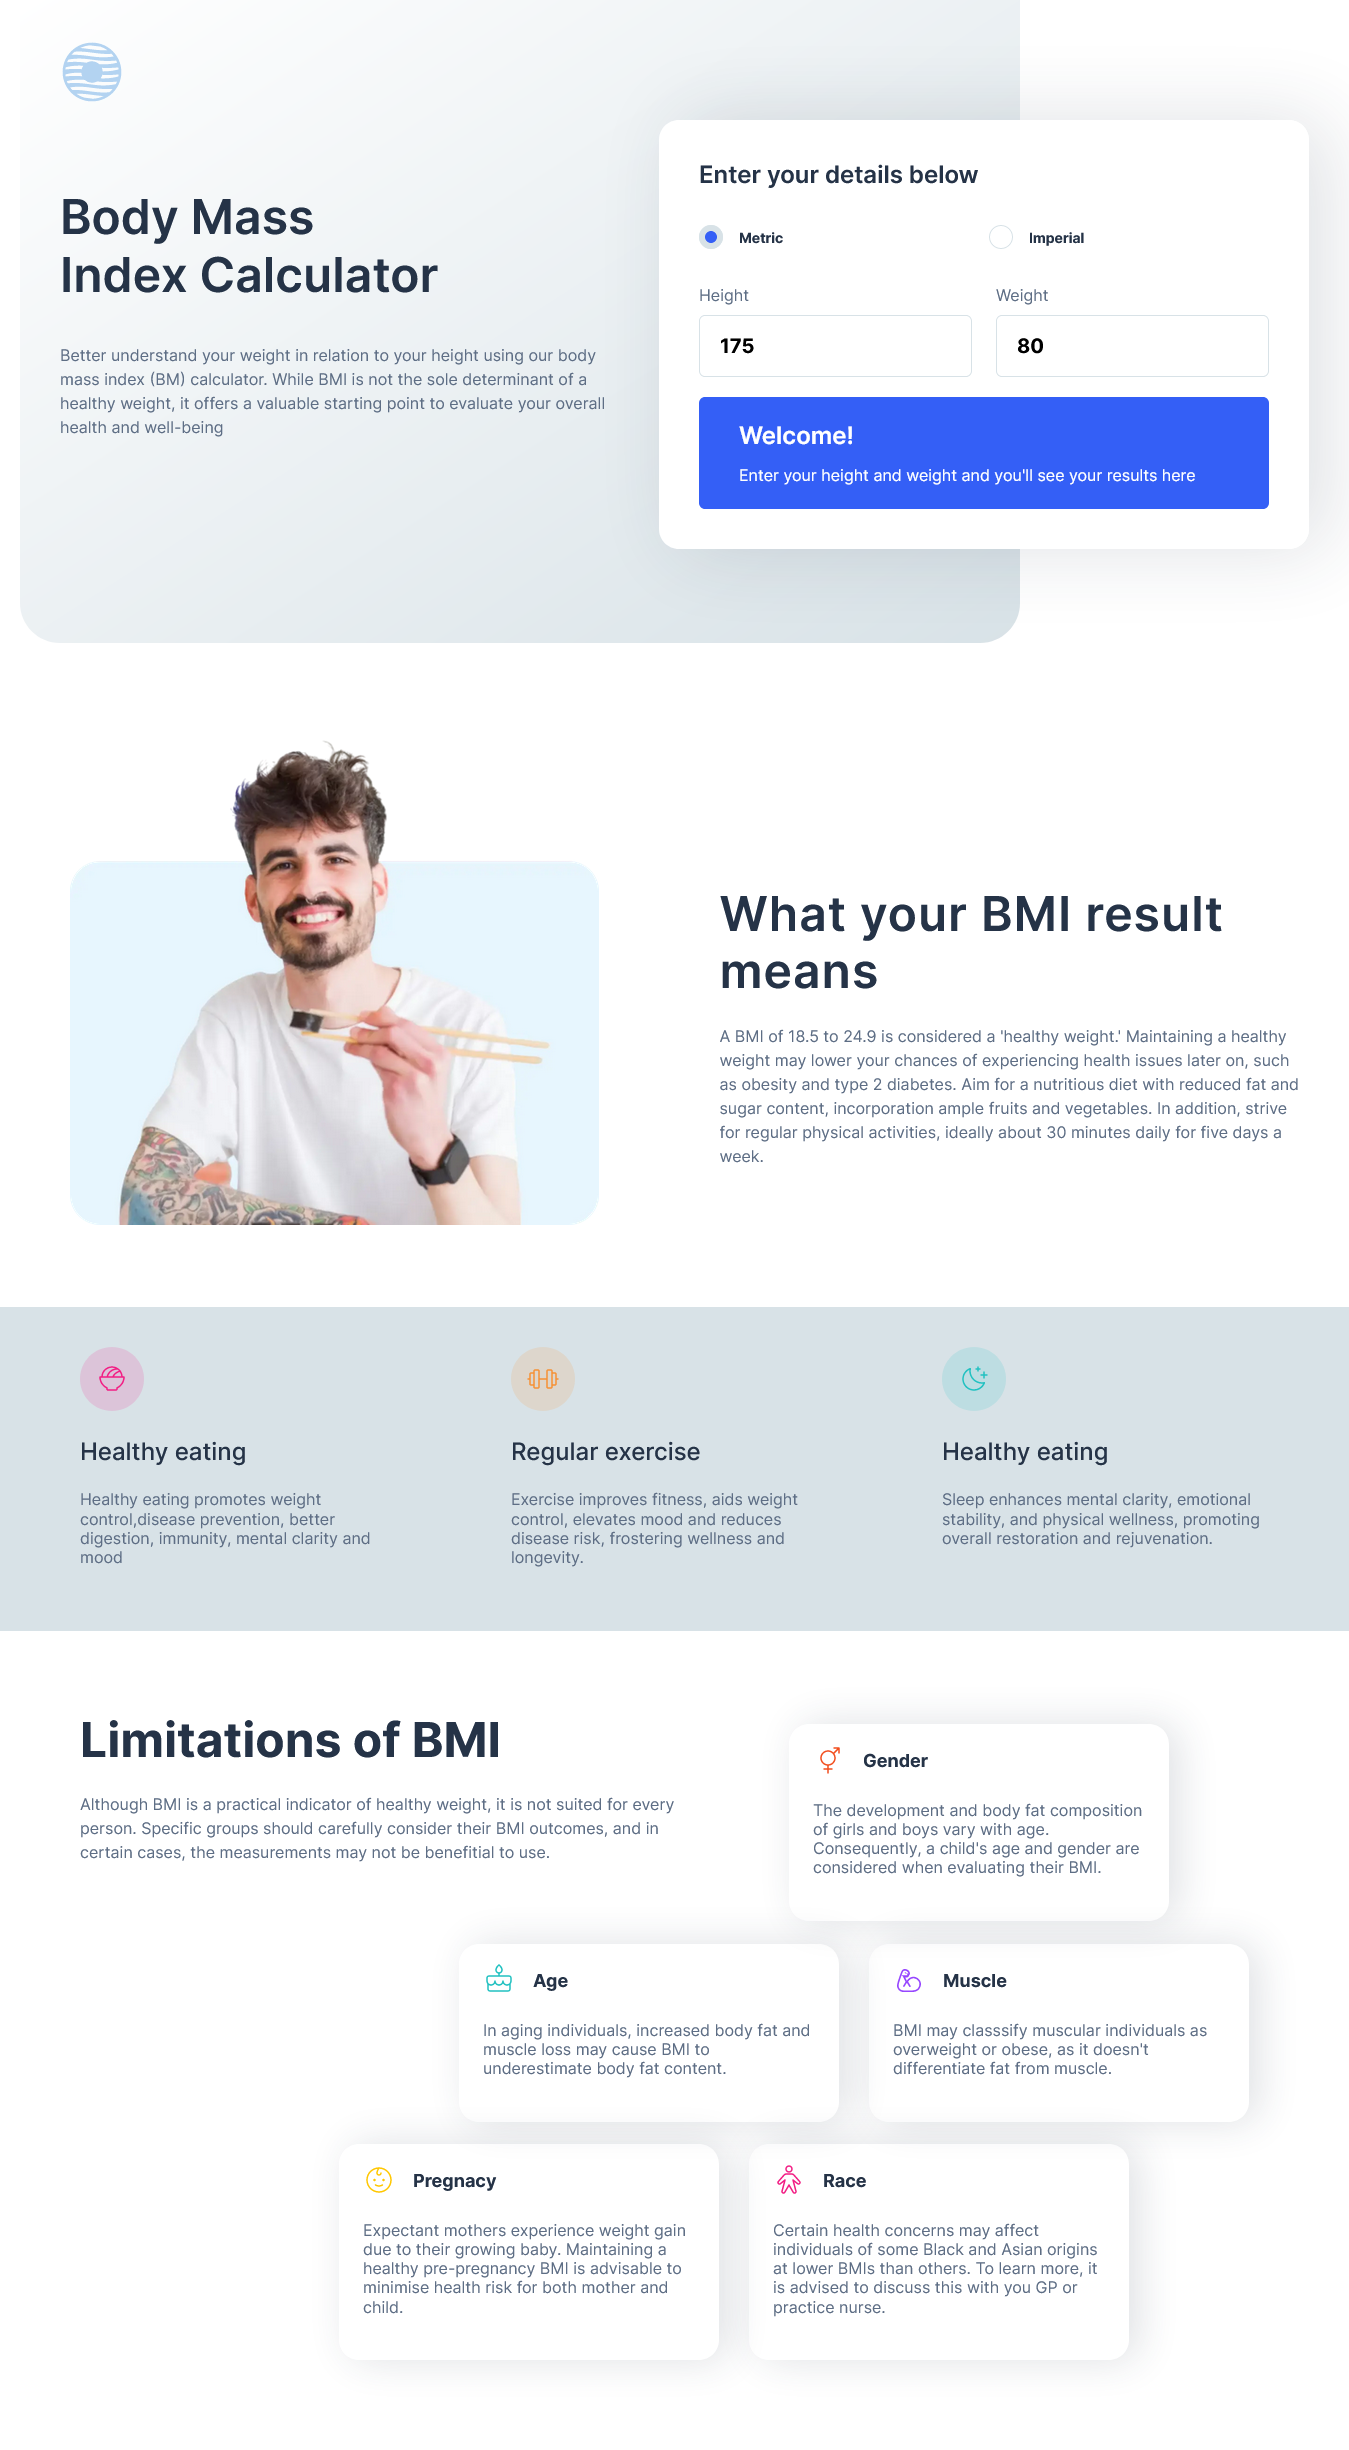 Body Mass
Index Calculator
Better understand your weight in relation to your height using our body
mass index (BM) calculator. While BMI is not the sole determinant of a
healthy weight, it offers a valuable starting point to evaluate your overall
health and well-being
Enter your details below
Metric
Imperial
Height
Weight
175
80
Welcome!
Enter your height and weight and you'll see your results here
What your BMI result
means
A BMI of 18.5 to 24.9 is considered a 'healthy weight.' Maintaining a healthy
weight may lower your chances of experiencing health issues later on, such
as obesity and type 2 diabetes. Aim for a nutritious diet with reduced fat and
sugar content, incorporation ample fruits and vegetables. In addition, strive
for regular physical activities, ideally about 30 minutes daily for five days a
week.
Healthy eating
Healthy eating promotes weight
control,disease prevention, better
digestion, immunity, mental clarity and
mood
Regular exercise
Exercise improves fitness, aids weight
control, elevates mood and reduces
disease risk, frostering wellness and
longevity.
Healthy eating
Sleep enhances mental clarity, emotional
stability, and physical wellness, promoting
overall restoration and rejuvenation.
Limitations of BMI
Although BMI is a practical indicator of healthy weight, it is not suited for every
person. Specific groups should carefully consider their BMI outcomes, and in
certain cases, the measurements may not be benefitial to use.
Gender
The development and body fat composition
of girls and boys vary with age.
Consequently, a child's age and gender are
considered when evaluating their BMI.
Age
In aging individuals, increased body fat and
muscle loss may cause BMI to
underestimate body fat content.
Muscle
BMI may classsify muscular individuals as
overweight or obese, as it doesn't
differentiate fat from muscle.
Pregnacy
Expectant mothers experience weight gain
due to their growing baby. Maintaining a
healthy pre-pregnancy BMI is advisable to
minimise health risk for both mother and
child.
Race
Certain health concerns may affect
individuals of some Black and Asian origins
at lower BMIs than others. To learn more, it
is advised to discuss this with you GP or
practice nurse.